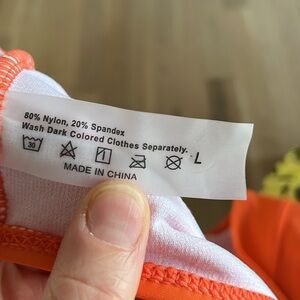 80% Nylon, 20% Spandex
Wash Dark Colored Clothes Separately.
30
L
MADE IN CHINA